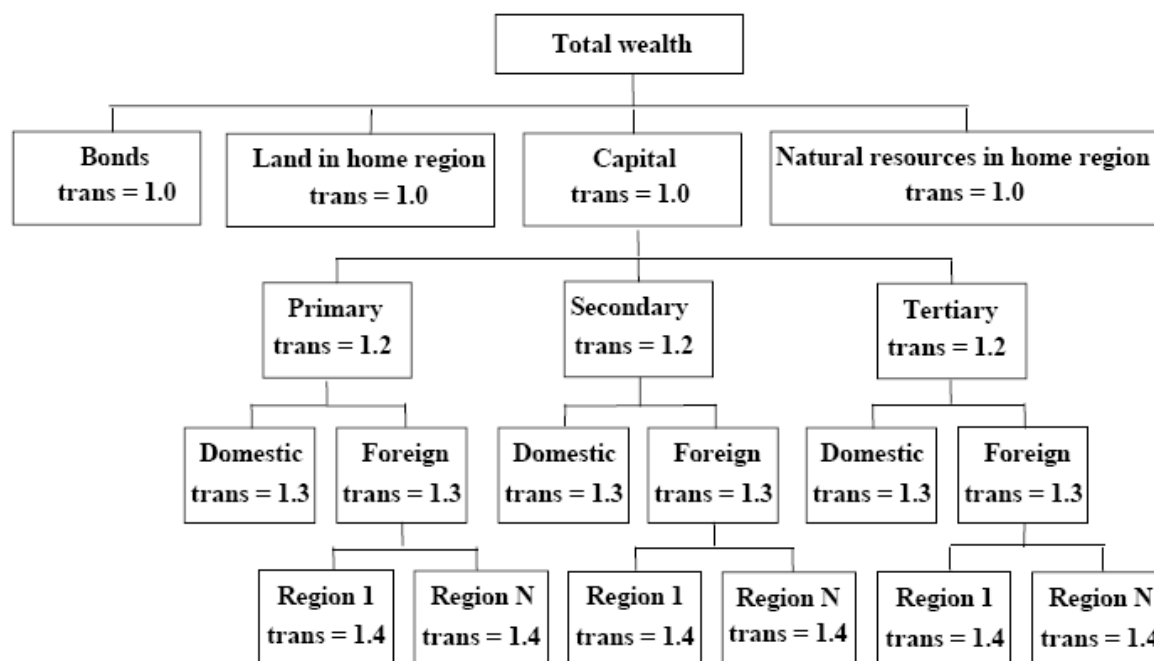 Total wealth
Bonds
trans = 1.0
Land in home region
trans = 1.0
Capital
trans = 1.0
Natural resources in home region
trans = 1.0
Primary
trans = 1.2
Secondary
trans = 1.2
Tertiary
trans = 1.2
Domestic
trans = 1.3
Foreign
trans = 1.3
Domestic
trans = 1.3
Foreign
trans = 1.3
Domestic
trans = 1.3
Foreign
trans = 1.3
Region 1
trans = 1.4
Region N
trans = 1.4
Region 1
trans = 1.4
Region N
trans = 1.4
Region 1
trans = 1.4
Region N
trans = 1.4